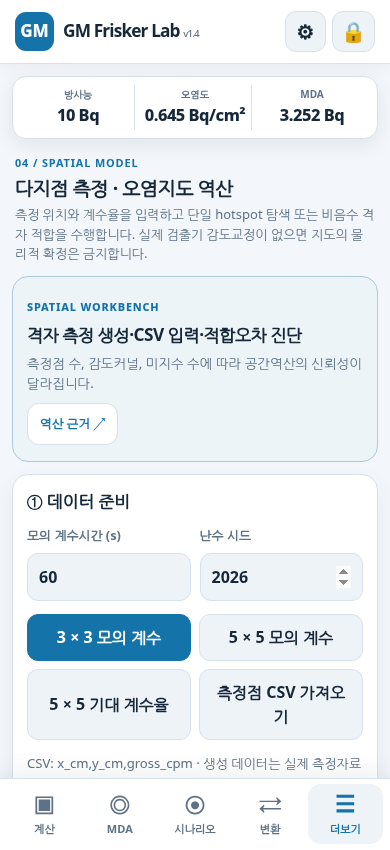 GM
GM Frisker Lab v1.4
방사능
10 Bq
오염도
0.645 Bq/cm²
MDA
3.252 Bq
04 / SPATIAL MODEL
다지점 측정 · 오염지도 역산
측정 위치와 계수율을 입력하고 단일 hotspot 탐색 또는 비음수 격
자 적합을 수행합니다. 실제 검출기 감도교정이 없으면 지도의 물
리적 확정은 금지합니다.
SPATIAL WORKBENCH
격자 측정 생성·CSV 입력·적합오차 진단
측정점 수, 감도커널, 미지수 수에 따라 공간역산의 신뢰성이
달라집니다.
역산 근거 ↗
① 데이터 준비
모의 계수시간 (s)
난수 시드
60
2026
3 × 3 모의 계수
5 × 5 모의 계수
5 × 5 기대 계수율
측정점 CSV 가져오
기
CSV: x_cm,y_cm,gross_cpm · 생성 데이터는 실제 측정자료
계산
MDA
시나리오
변환
더보기